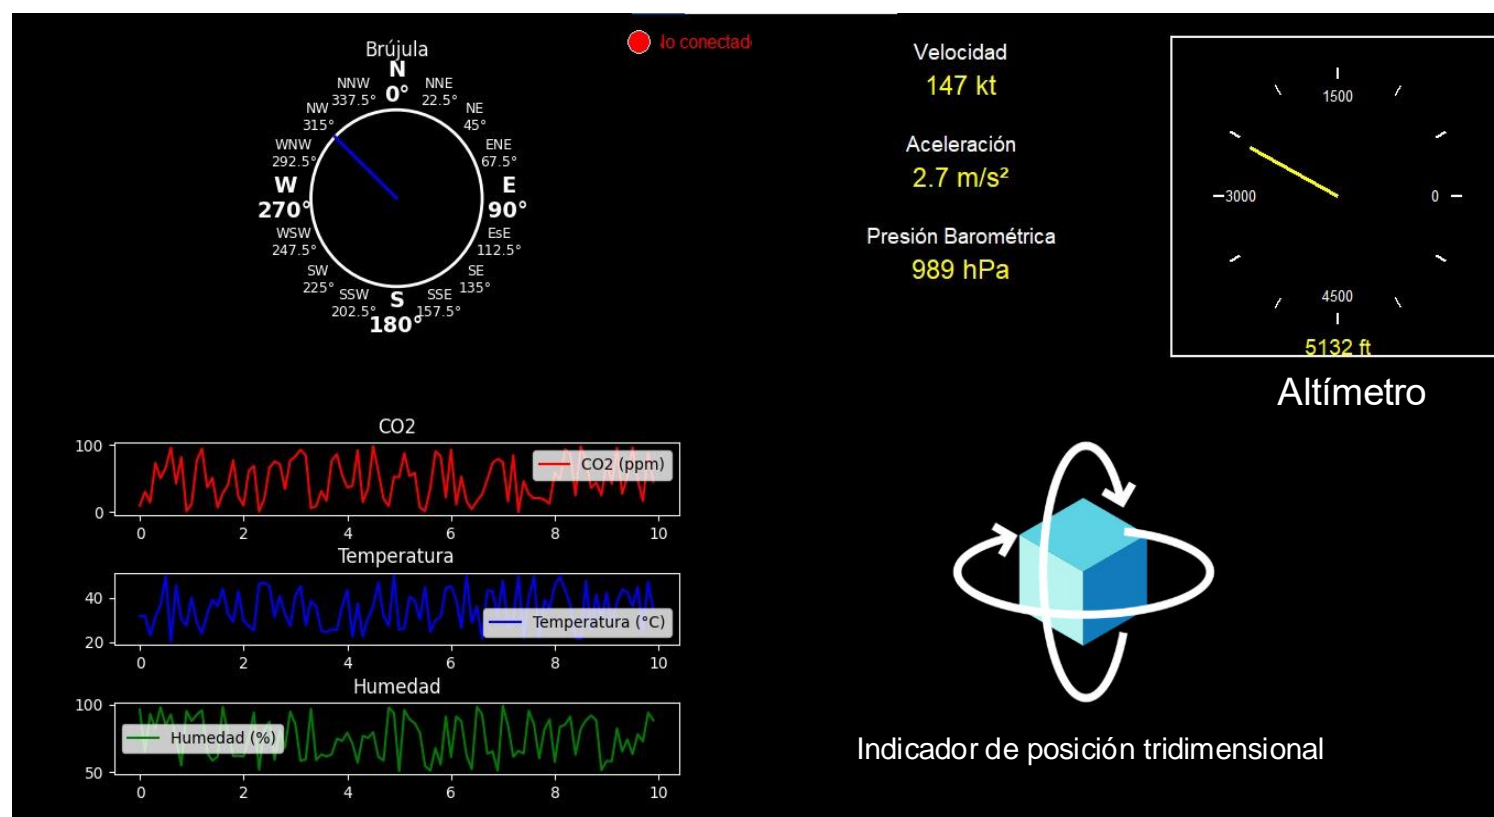 Brújula
N
0°
NNW
337.5°
NNE
22.5°
NW
315°
NE
45°
WNW
292.5°
ENE
67.5°
W
270°
E
90°
WSW
247.5°
EsE
112.5°
SW
225°
SE
135°
SSW
202.5°
S
180°
SSE
157.5°
Velocidad
147 kt
Aceleración
2.7 m/s²
Presión Barométrica
989 hPa
1500
3000
0
4500
5132 ft
Altímetro
CO2
100
0
CO2 (ppm)
0 2 4 6 8 10
Temperatura
40
20
Temperatura (°C)
0 2 4 6 8 10
Humedad
100
50
Humedad (%)
0 2 4 6 8 10
Indicador de posición tridimensional